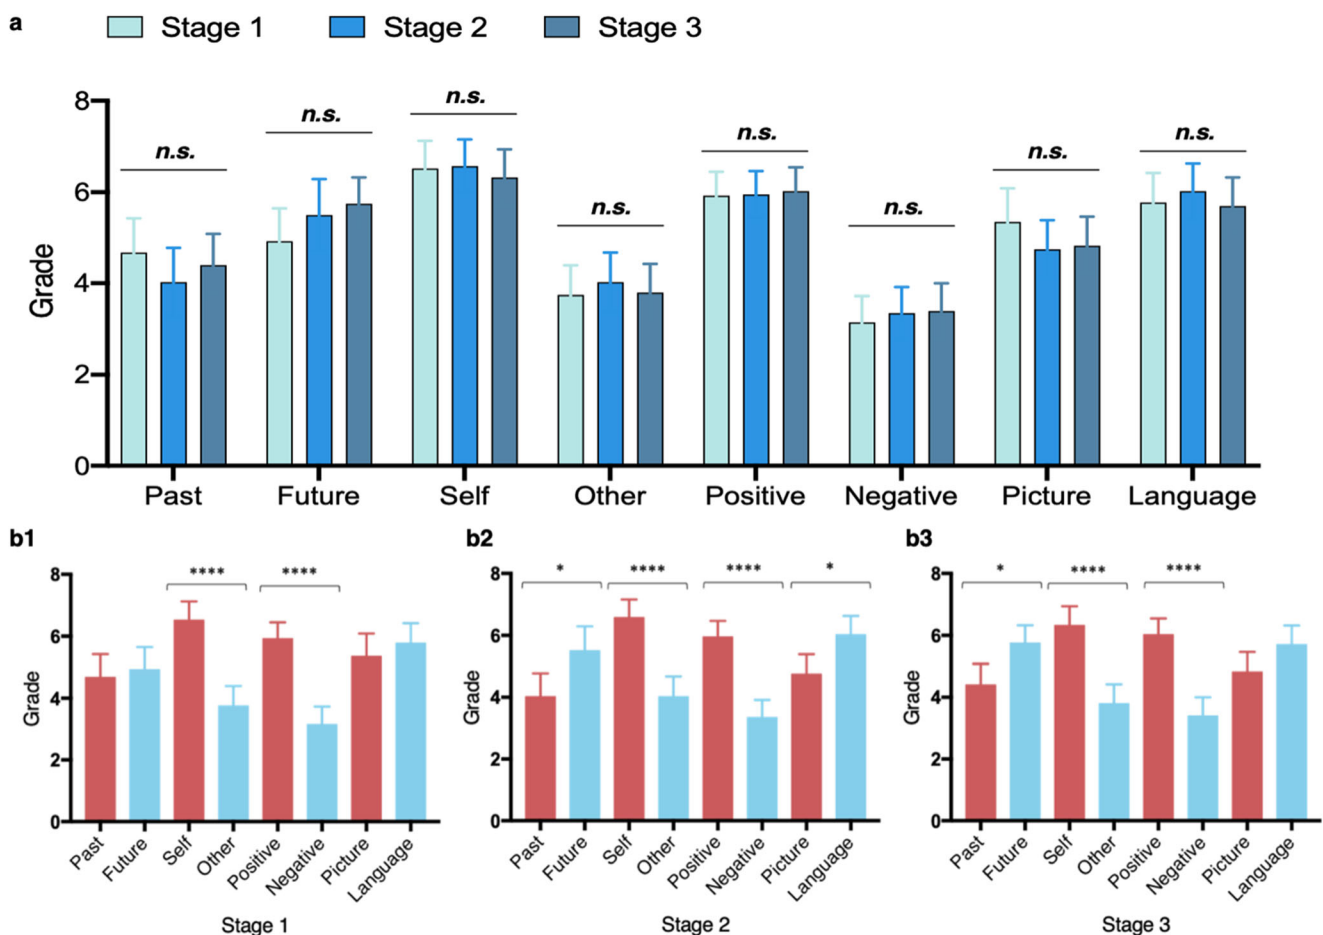 a
Stage 1 Stage 2 Stage 3
n.s. n.s. n.s. n.s. n.s. n.s. n.s. n.s.
Grade
8
6
4
2
0
Past Future Self Other Positive Negative Picture Language
b1
**** ****
Grade
8
6
4
2
0
Past Future Self Other Positive Negative Picture Language
Stage 1
b2
* **** **** *
Grade
8
6
4
2
0
Past Future Self Other Positive Negative Picture Language
Stage 2
b3
* **** ****
Grade
8
6
4
2
0
Past Future Self Other Positive Negative Picture Language
Stage 3